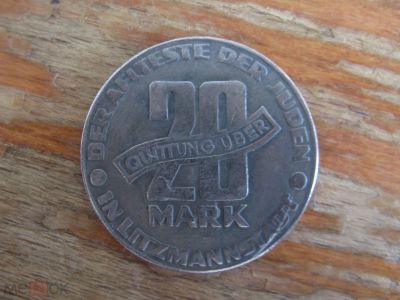 DER AELTESTE DER JUDEN
20
QUITTUNG ÜBER
MARK
IN LITZMANNSTADT